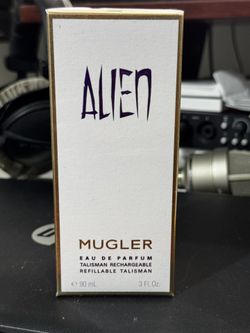 ALIEN
MUGLER
EAU DE PARFUM
TALISMAN RECHARGEABLE
REFILLABLE TALISMAN
℮ 90 mL 3 Fl. Oz.